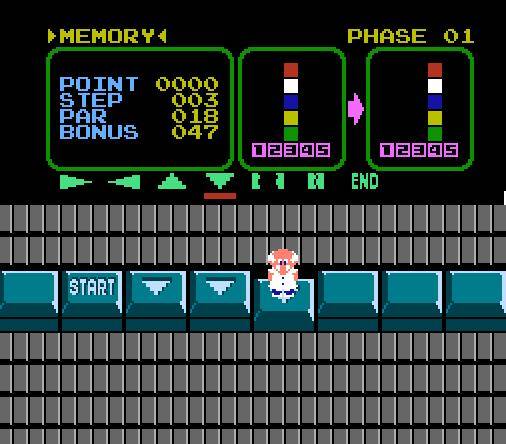 MEMORY
PHASE 01
POINT 0000
STEP 003
PAR 018
BONUS 047
12345
12345
END
START